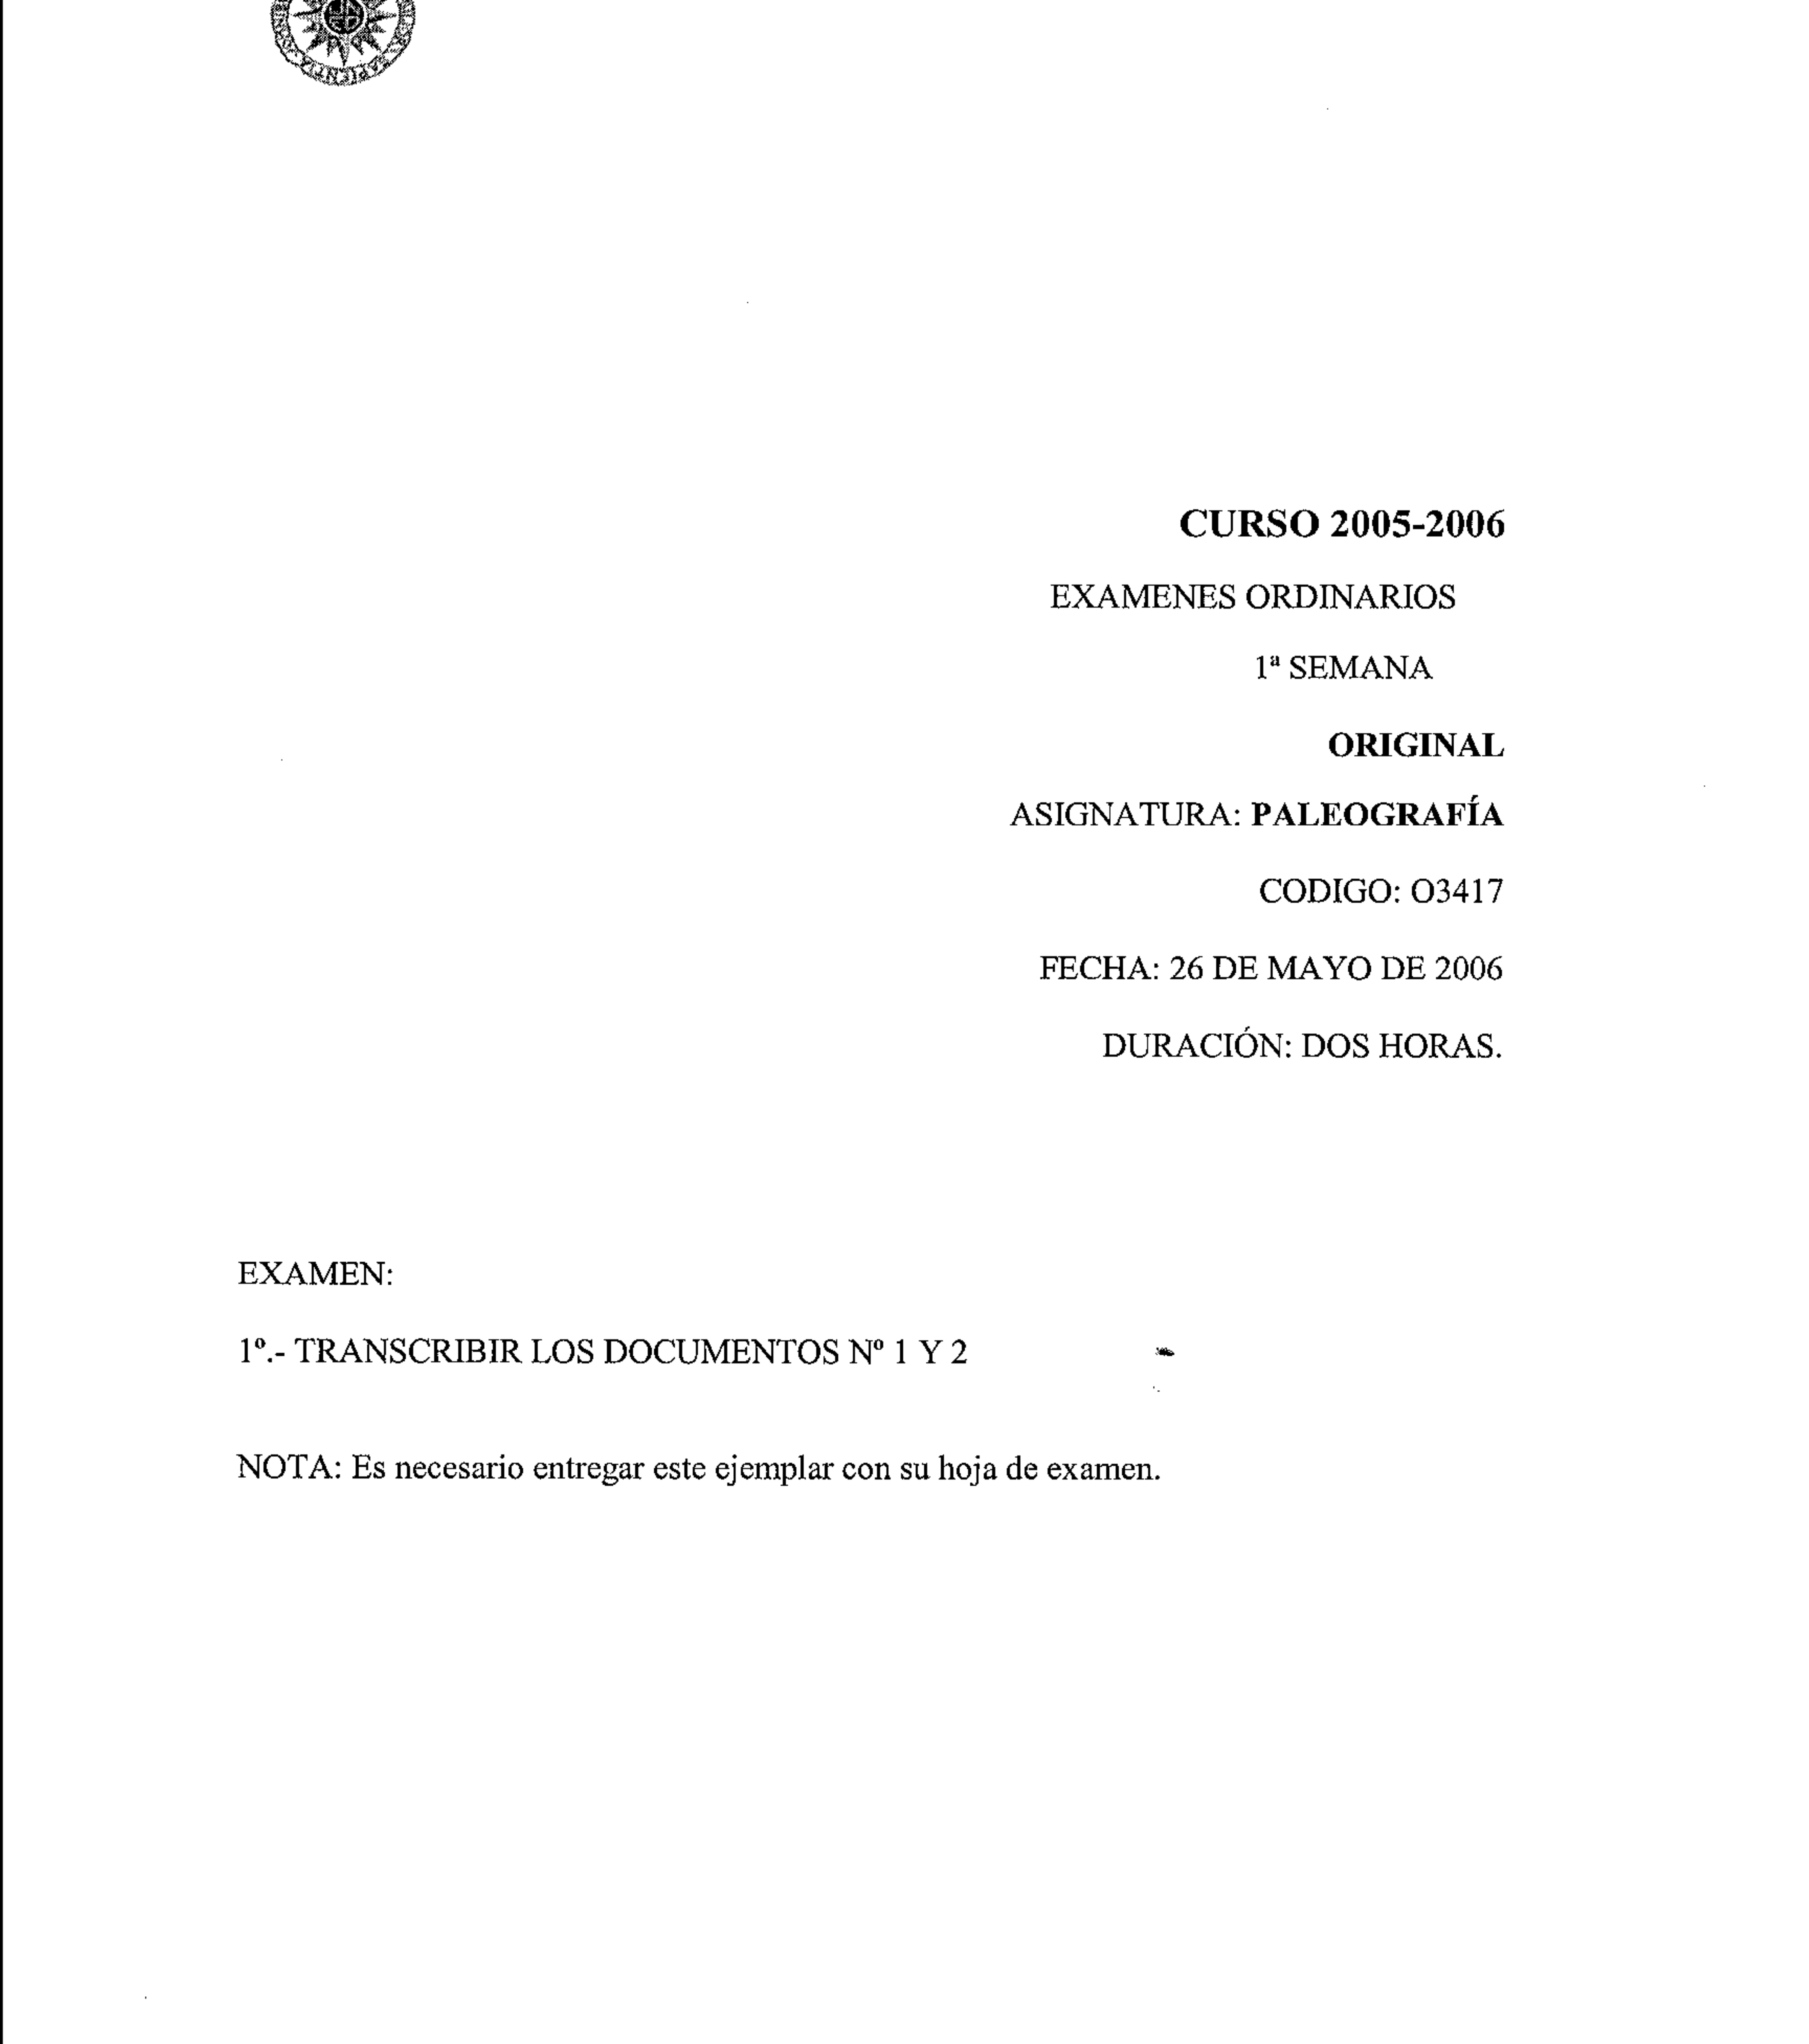 SAPIENTIA
CURSO 2005-2006
EXAMENES ORDINARIOS
1ª SEMANA
ORIGINAL
ASIGNATURA: PALEOGRAFÍA
CODIGO: O3417
FECHA: 26 DE MAYO DE 2006
DURACIÓN: DOS HORAS.
EXAMEN:
1º.- TRANSCRIBIR LOS DOCUMENTOS Nº 1 Y 2
NOTA: Es necesario entregar este ejemplar con su hoja de examen.